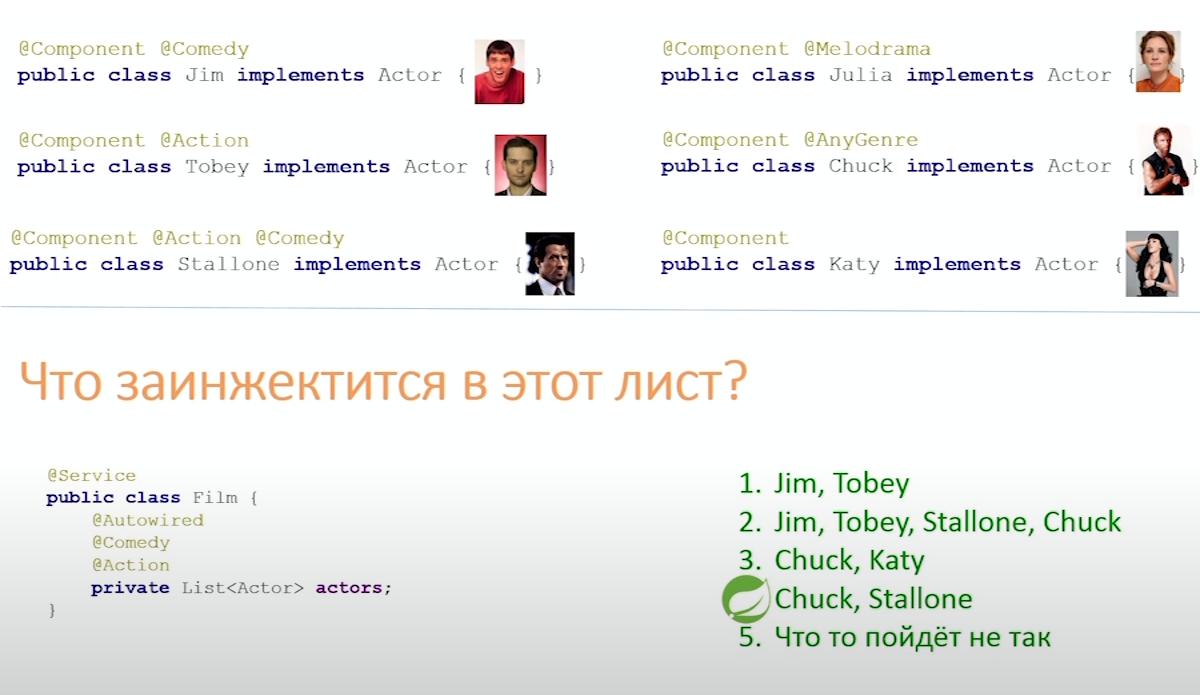 @Component @Comedy
public class Jim implements Actor { }
@Component @Melodrama
public class Julia implements Actor { }
@Component @Action
public class Tobey implements Actor { }
@Component @AnyGenre
public class Chuck implements Actor { }
@Component @Action @Comedy
public class Stallone implements Actor { }
@Component
public class Katy implements Actor { }
Что заинжектится в этот лист?
@Service
public class Film {
@Autowired
@Comedy
@Action
private List<Actor> actors;
}
1. Jim, Tobey
2. Jim, Tobey, Stallone, Chuck
3. Chuck, Katy
Chuck, Stallone
5. Что то пойдёт не так